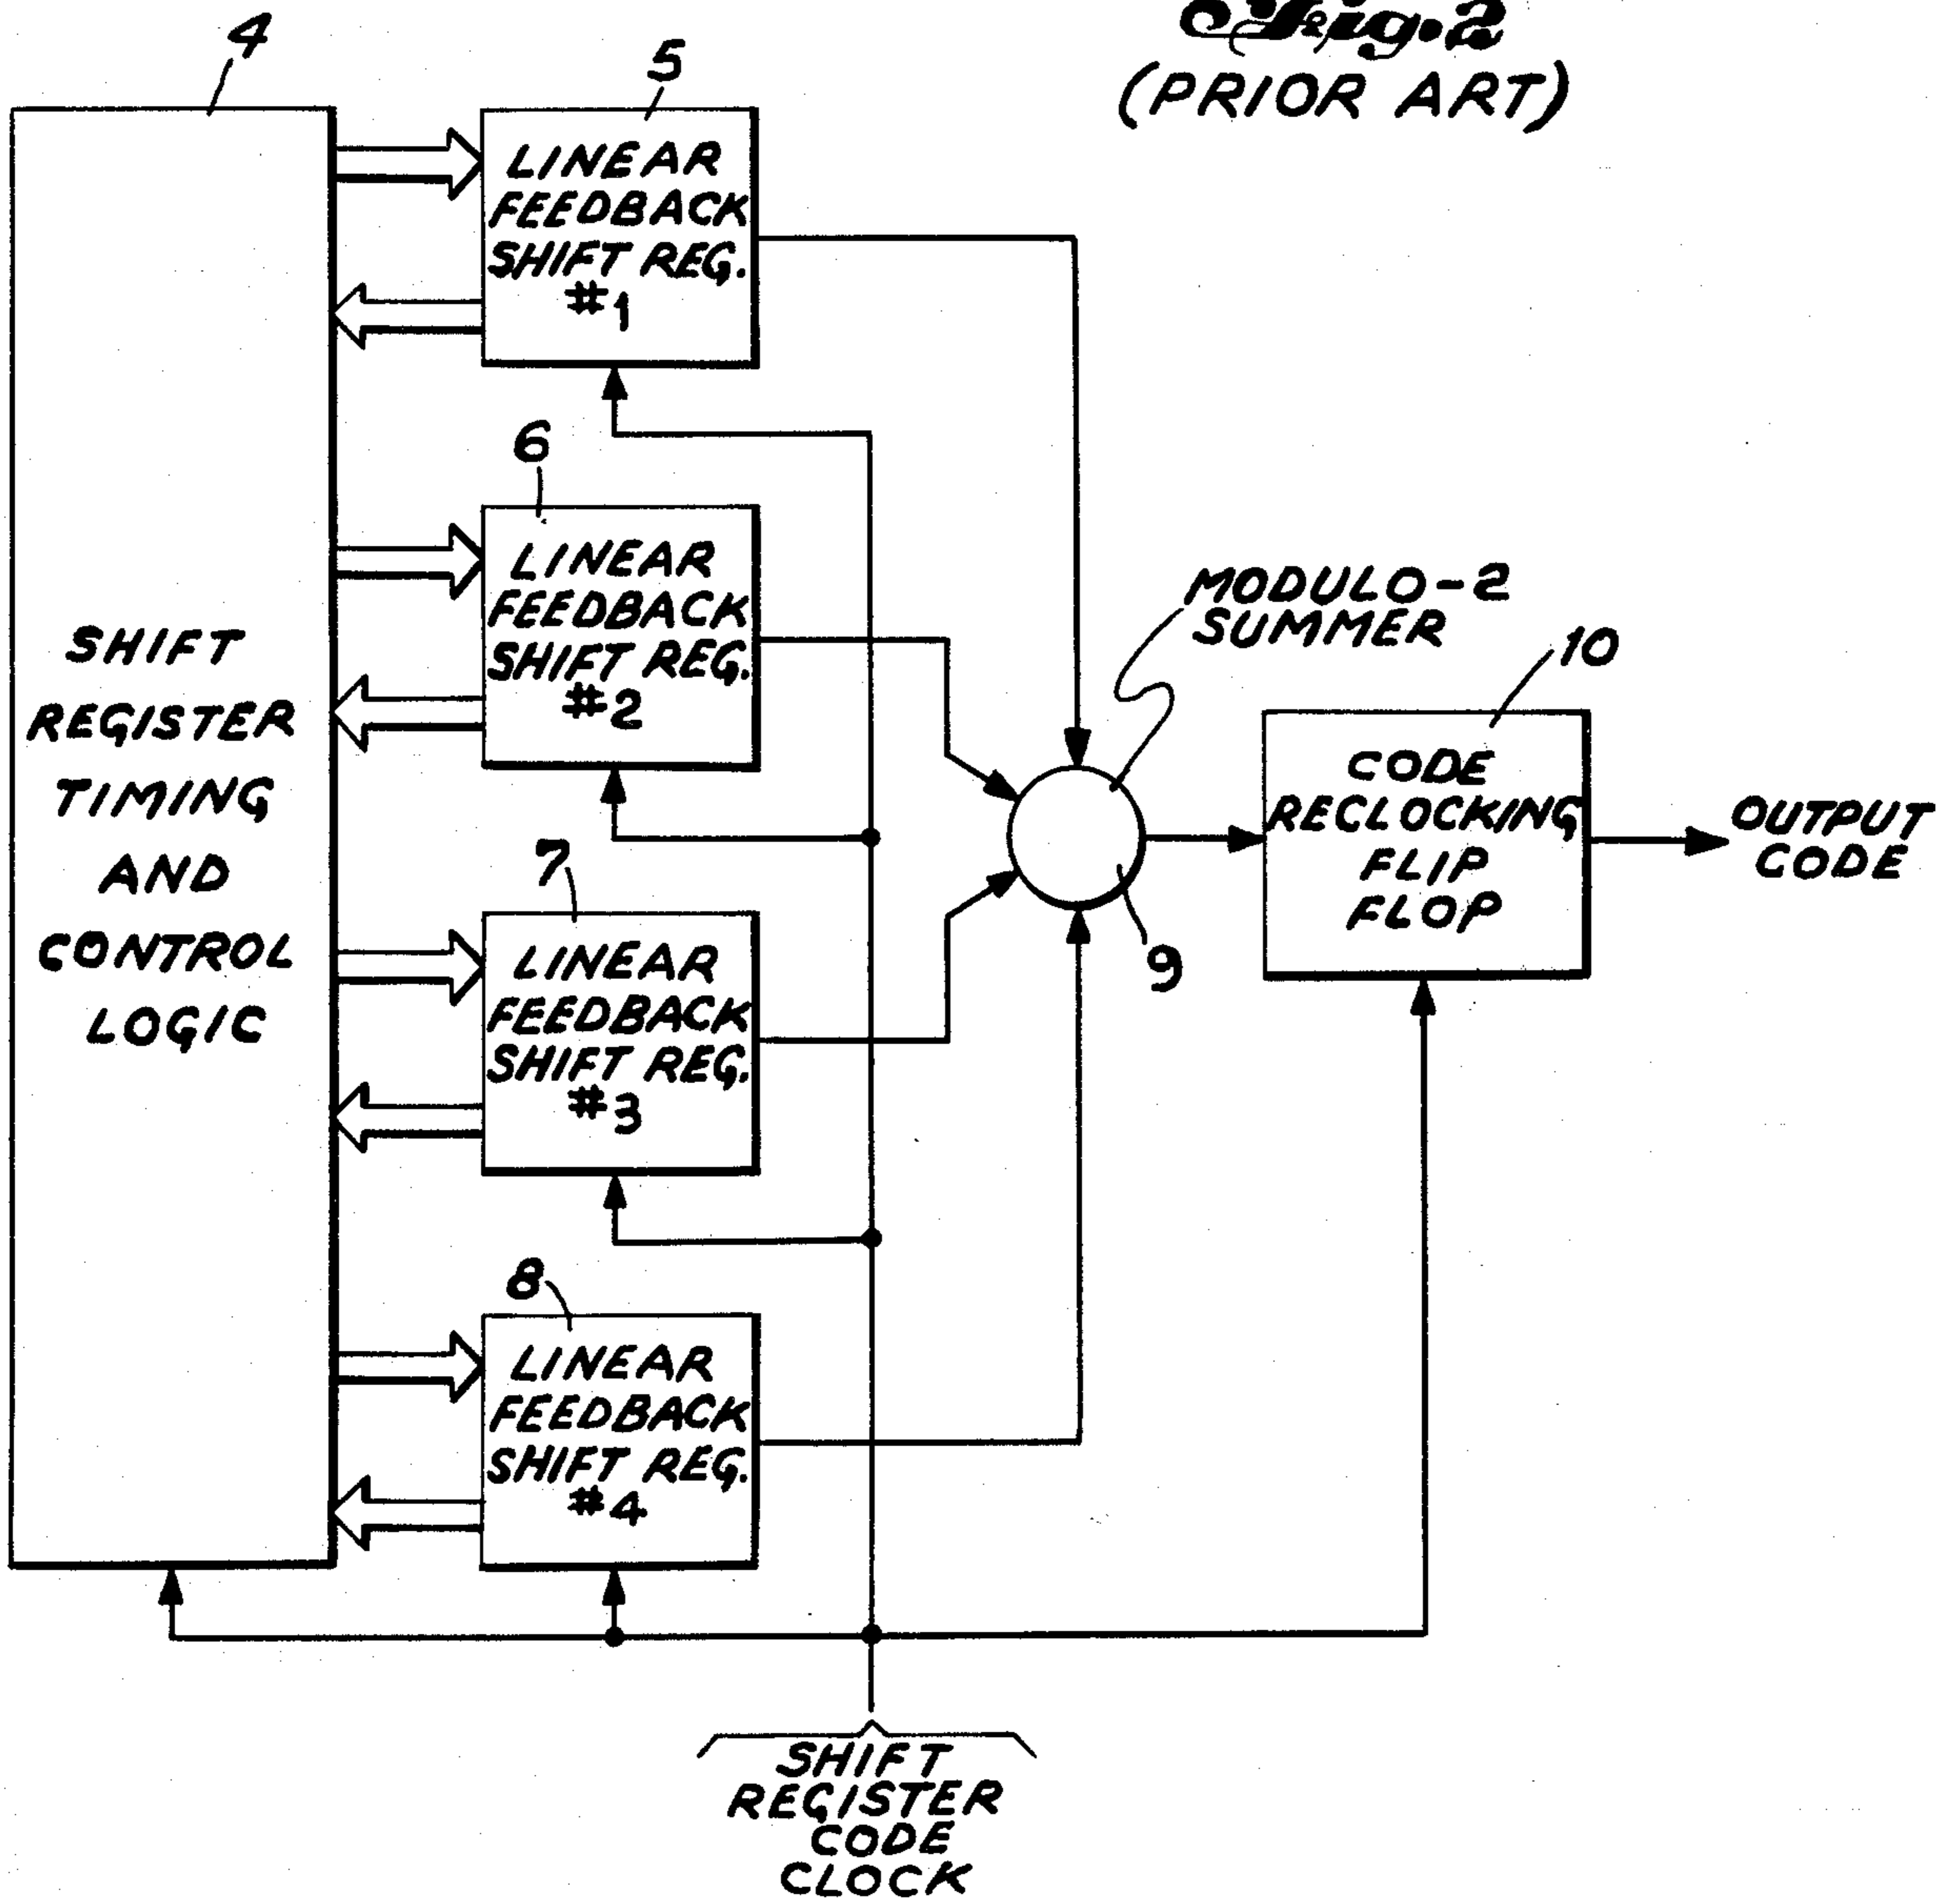 Fig. 2
(PRIOR ART)
4
5
LINEAR
FEEDBACK
SHIFT REG.
#1
6
LINEAR
FEEDBACK
SHIFT REG.
#2
7
LINEAR
FEEDBACK
SHIFT REG.
#3
8
LINEAR
FEEDBACK
SHIFT REG.
#4
SHIFT
REGISTER
TIMING
AND
CONTROL
LOGIC
MODULO-2
SUMMER
9
10
CODE
RECLOCKING
FLIP
FLOP
OUTPUT
CODE
SHIFT
REGISTER
CODE
CLOCK